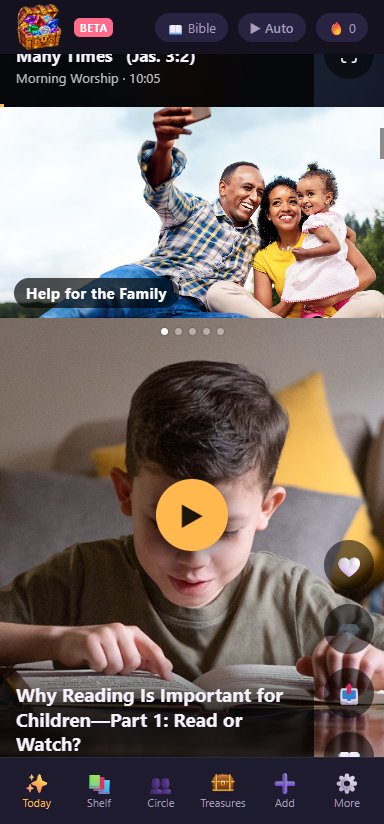 BETA
Bible
Auto
0
Many Times" (Jas. 3:2)
Morning Worship · 10:05
Help for the Family
Why Reading Is Important for
Children—Part 1: Read or
Watch?
Today
Shelf
Circle
Treasures
Add
More